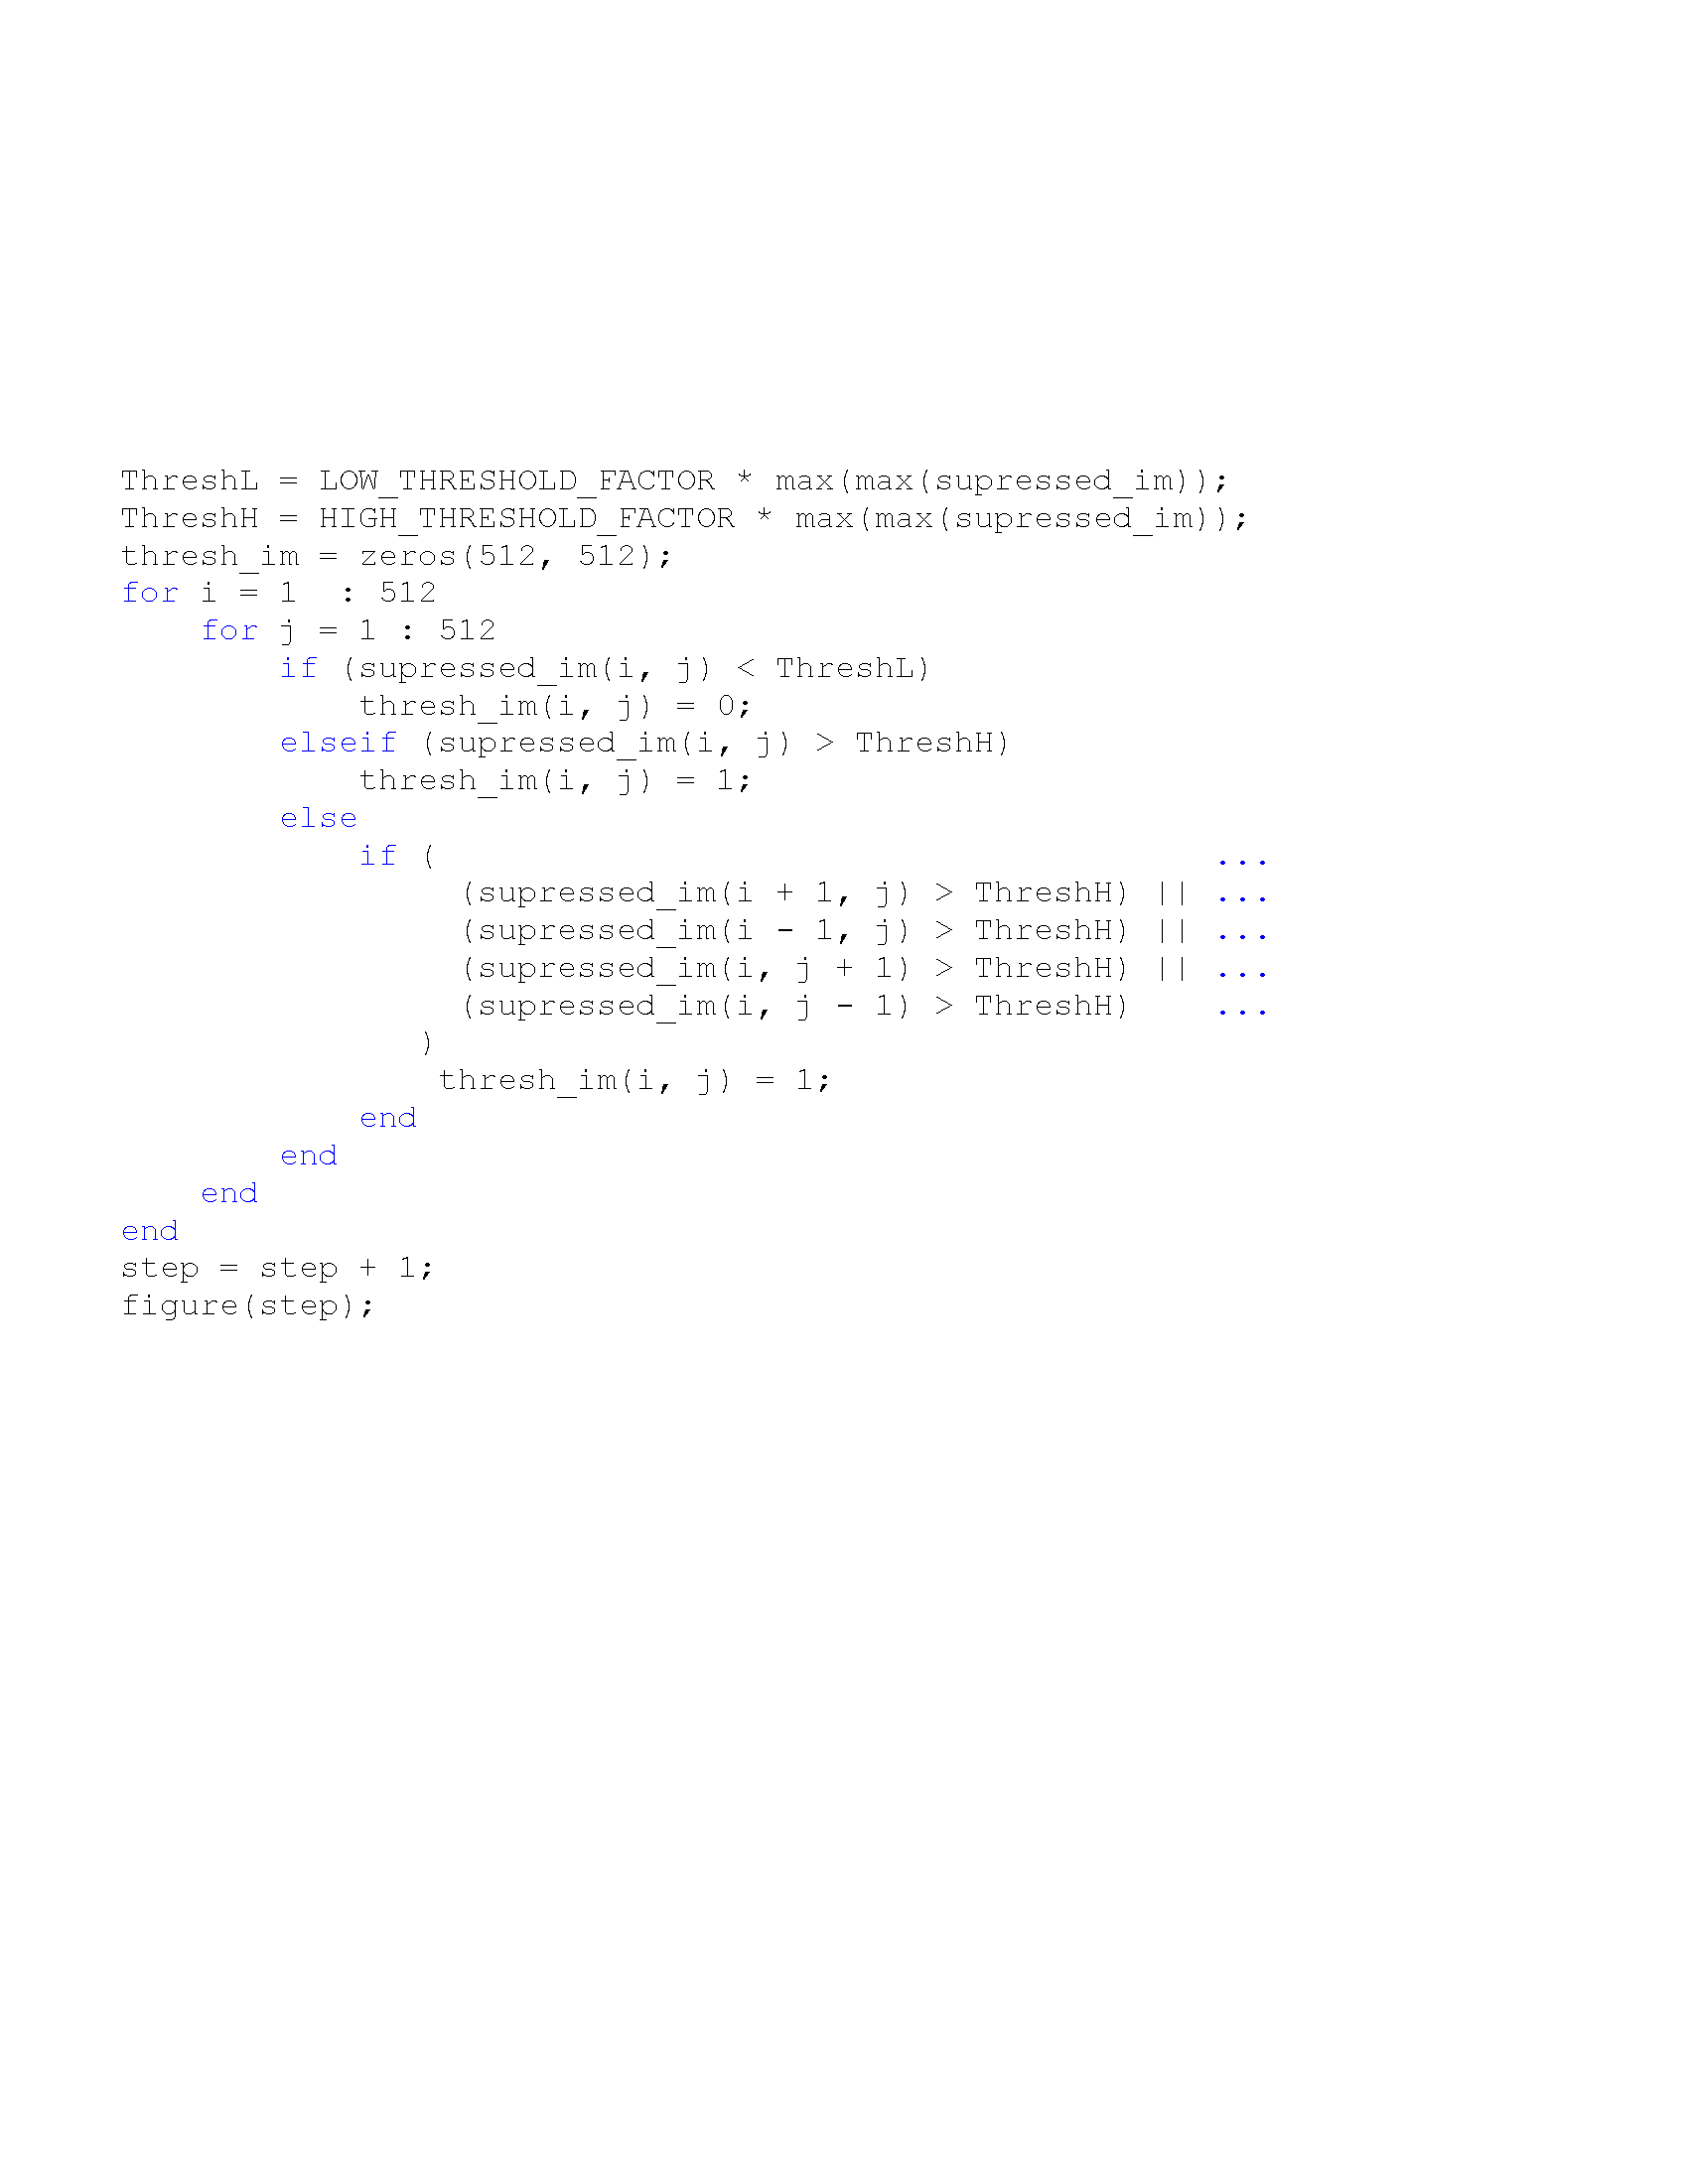 ThreshL = LOW_THRESHOLD_FACTOR * max(max(supressed_im));
ThreshH = HIGH_THRESHOLD_FACTOR * max(max(supressed_im));
thresh_im = zeros(512, 512);
for i = 1  : 512
    for j = 1 : 512
        if (supressed_im(i, j) < ThreshL)
            thresh_im(i, j) = 0;
        elseif (supressed_im(i, j) > ThreshH)
            thresh_im(i, j) = 1;
        else
            if (                                       ...
                 (supressed_im(i + 1, j) > ThreshH) || ...
                 (supressed_im(i - 1, j) > ThreshH) || ...
                 (supressed_im(i, j + 1) > ThreshH) || ...
                 (supressed_im(i, j - 1) > ThreshH)    ...
               )
                thresh_im(i, j) = 1;
            end
        end
    end
end
step = step + 1;
figure(step);